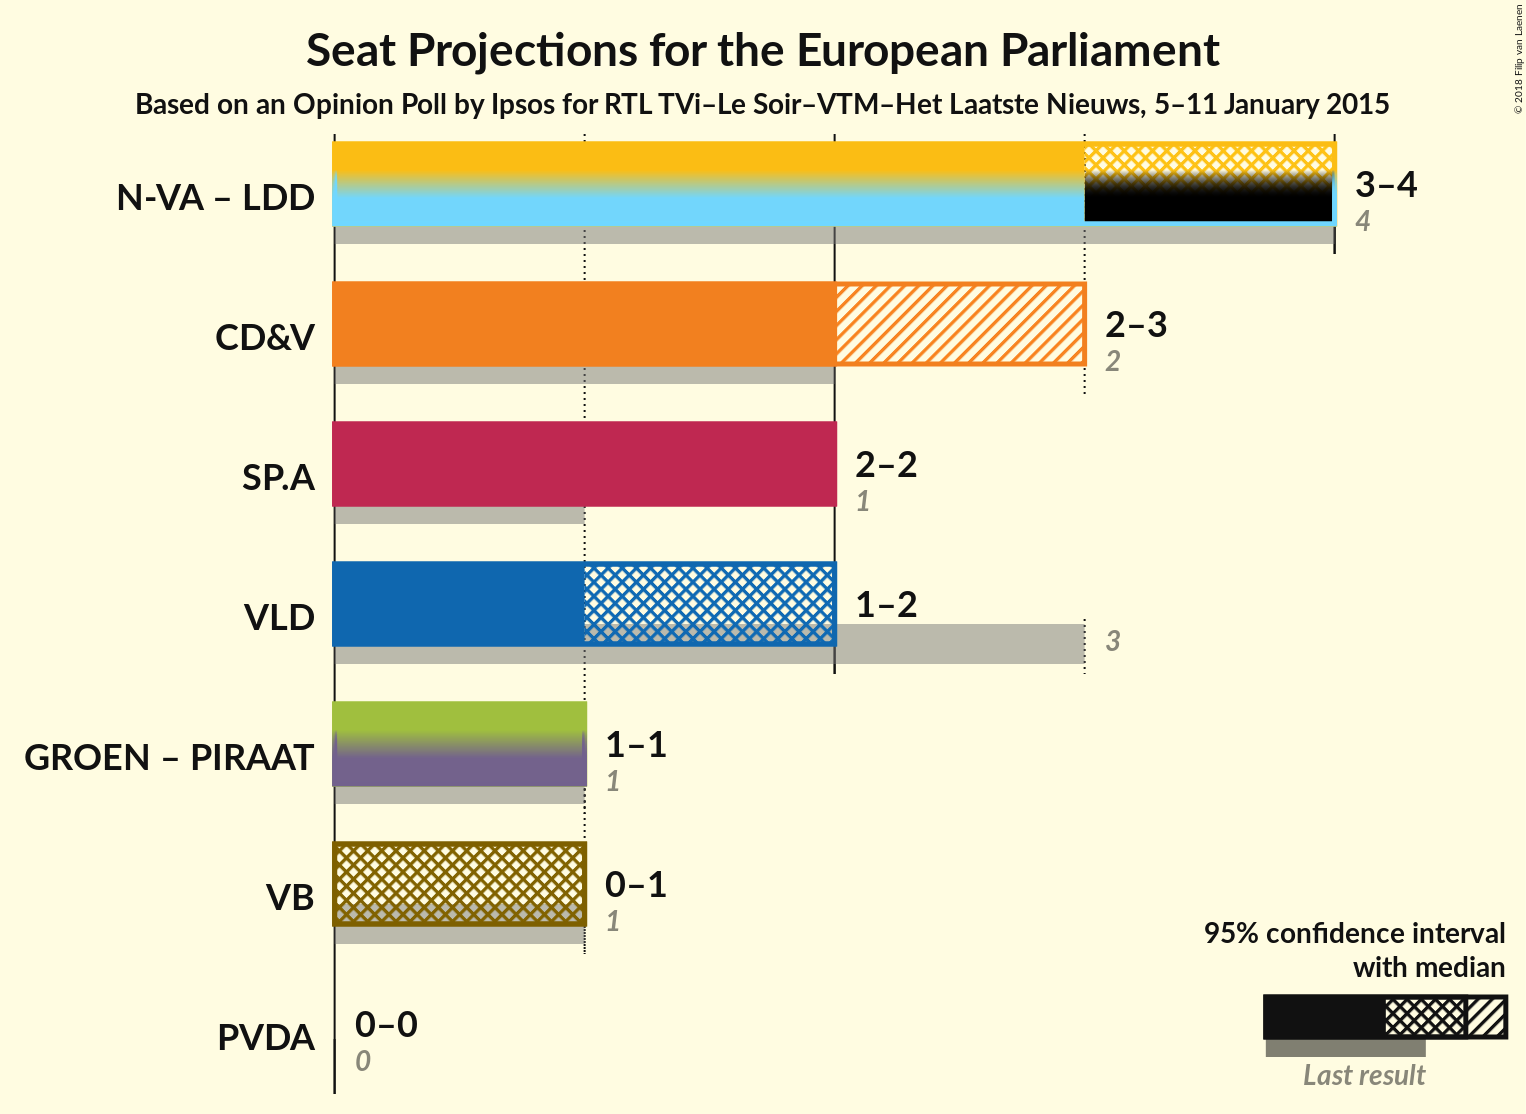 Seat Projections for the European Parliament
Based on an Opinion Poll by Ipsos for RTL TVi–Le Soir–VTM–Het Laatste Nieuws, 5–11 January 2015
© 2018 Filip van Laenen
N-VA – LDD
3–4
4
CD&V
2–3
2
SP.A
2–2
1
VLD
1–2
3
GROEN – PIRAAT
1–1
1
VB
0–1
1
PVDA
0–0
0
95% confidence interval
with median
Last result